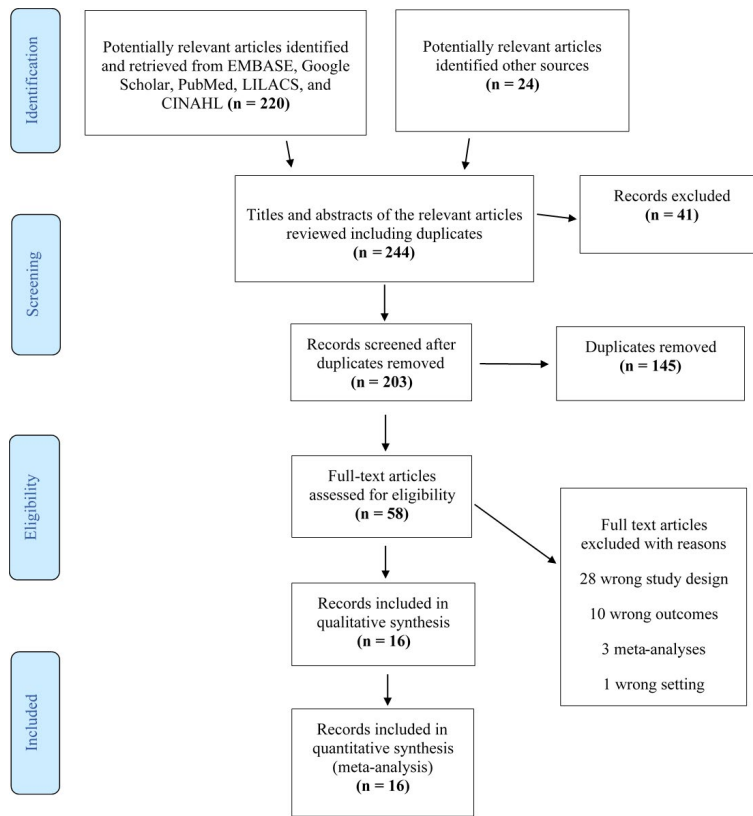 Identification
Potentially relevant articles identified
and retrieved from EMBASE, Google
Scholar, PubMed, LILACS, and
CINAHL (n = 220)
Potentially relevant articles
identified other sources
(n = 24)
Screening
Titles and abstracts of the relevant articles
reviewed including duplicates
(n = 244)
Records excluded
(n = 41)
Records screened after
duplicates removed
(n = 203)
Duplicates removed
(n = 145)
Eligibility
Full-text articles
assessed for eligibility
(n = 58)
Full text articles
excluded with reasons
28 wrong study design
10 wrong outcomes
3 meta-analyses
1 wrong setting
Records included in
qualitative synthesis
(n = 16)
Included
Records included in
quantitative synthesis
(meta-analysis)
(n = 16)